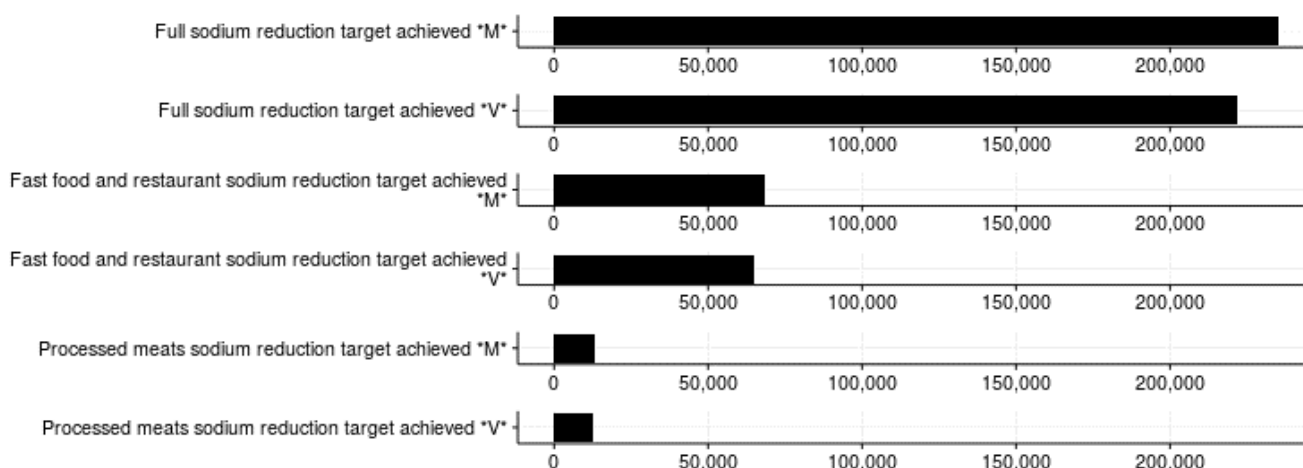 Full sodium reduction target achieved *M*
0 50,000 100,000 150,000 200,000
Full sodium reduction target achieved *V*
0 50,000 100,000 150,000 200,000
Fast food and restaurant sodium reduction target achieved
*M*
0 50,000 100,000 150,000 200,000
Fast food and restaurant sodium reduction target achieved
*V*
0 50,000 100,000 150,000 200,000
Processed meats sodium reduction target achieved *M*
0 50,000 100,000 150,000 200,000
Processed meats sodium reduction target achieved *V*
0 50,000 100,000 150,000 200,000